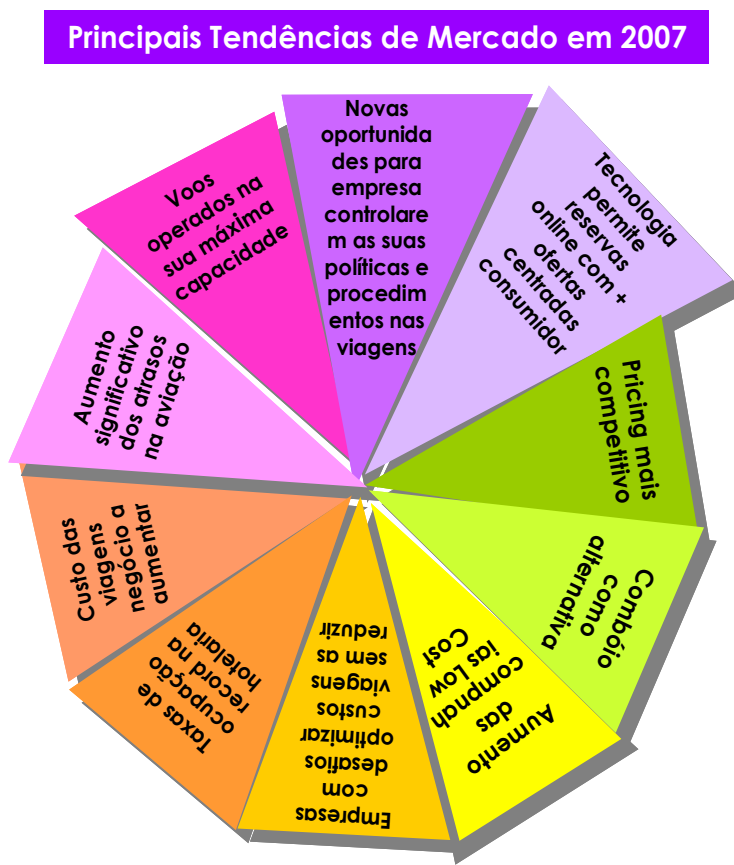 Principais Tendências de Mercado em 2007
Novas
oportunida
des para
empresa
controlare
m as suas
políticas e
procedim
entos nas
viagens
Tecnologia
permite
reservas
online com +
ofertas
centradas
consumidor
Pricing mais
competitivo
Combóio
como
alternativa
Aumento
das
compnah
ias Low
Cost
Empresas
com
desafios
optimizar
custos
viagens
sem as
reduzir
Taxas de
ocupação
record na
hotelaria
Custo das
viagens
negócio a
aumentar
Aumento
significativo
dos atrasos
na aviação
Voos
operados na
sua máxima
capacidade